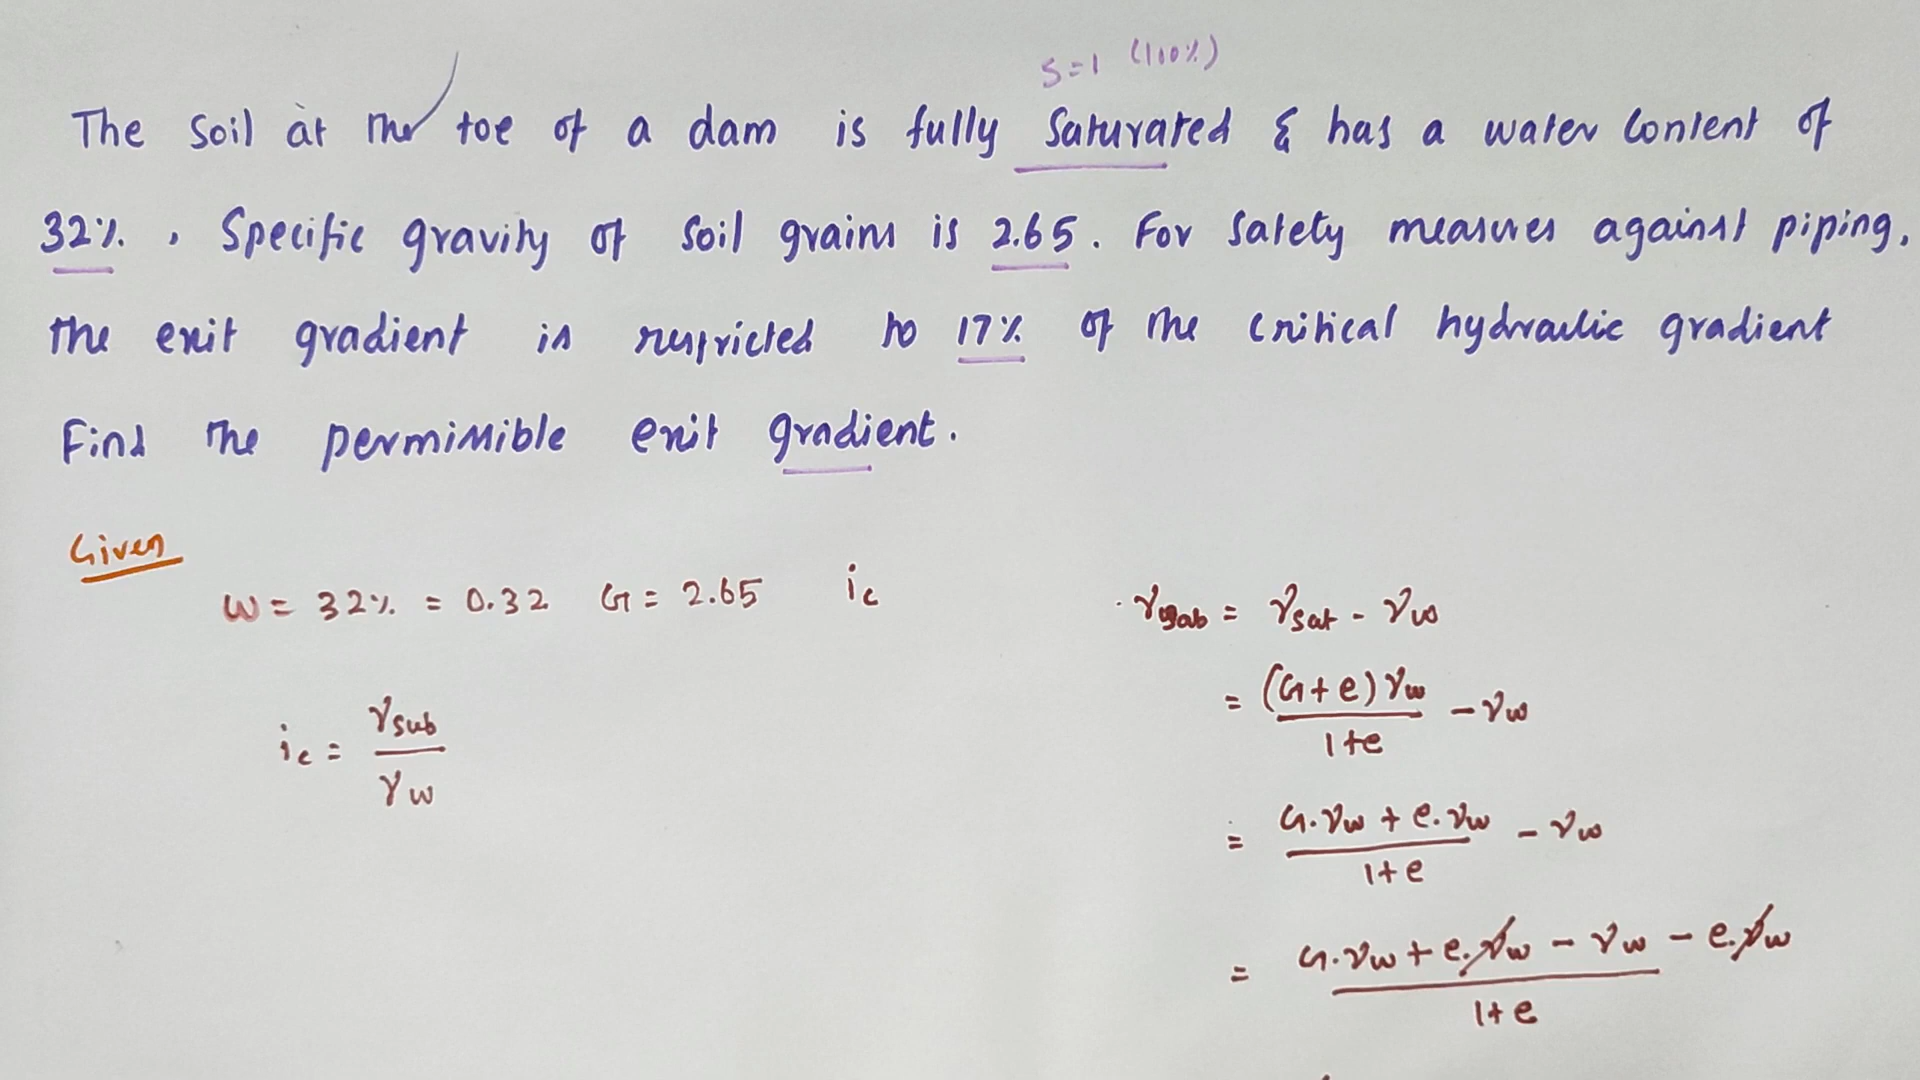 S=1 (100%)
The soil at the toe of a dam is fully saturated & has a water content of
32%. , Specific gravity of soil grains is 2.65. For safety measures against piping,
the exit gradient is restricted to 17% of the critical hydraulic gradient
Find the permissible exit gradient.
Given
w = 32% = 0.32 G = 2.65 ic
ic = γsub / γw
γsub = γsat - γw
= (G+e)γw / 1+e - γw
= G.γw + e.γw / 1+e - γw
= G.γw + e.γw - γw - e.γw / 1+e